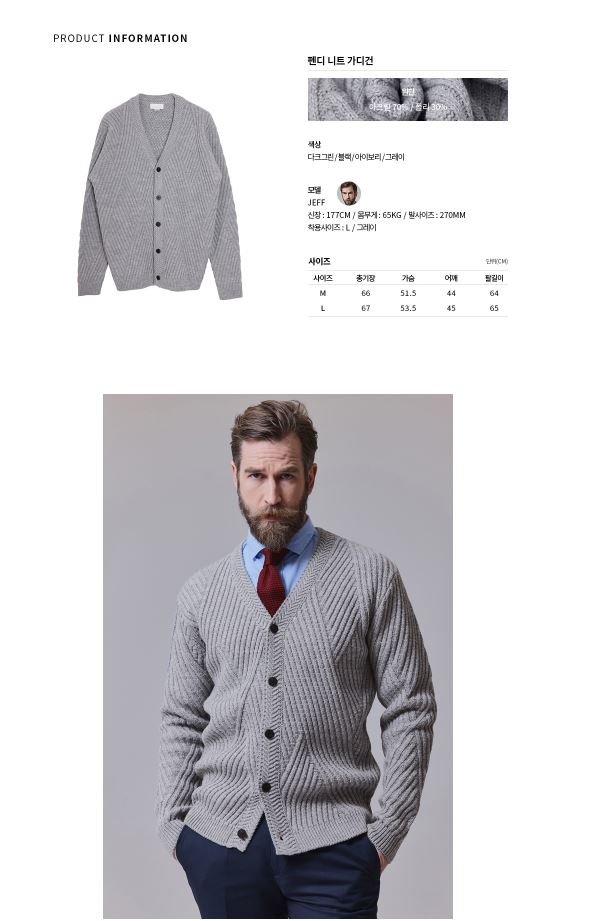 PRODUCT INFORMATION
펜디 니트 가디건
원단
아크릴 70% / 폴리 30%
색상
다크그린/블랙/아이보리/그레이
모델
JEFF
신장 : 177CM / 몸무게 : 65KG / 발사이즈 : 270MM
착용사이즈 : L / 그레이
사이즈 단위(CM)
사이즈 총기장 가슴 어깨 팔길이
M 66 51.5 44 64
L 67 53.5 45 65